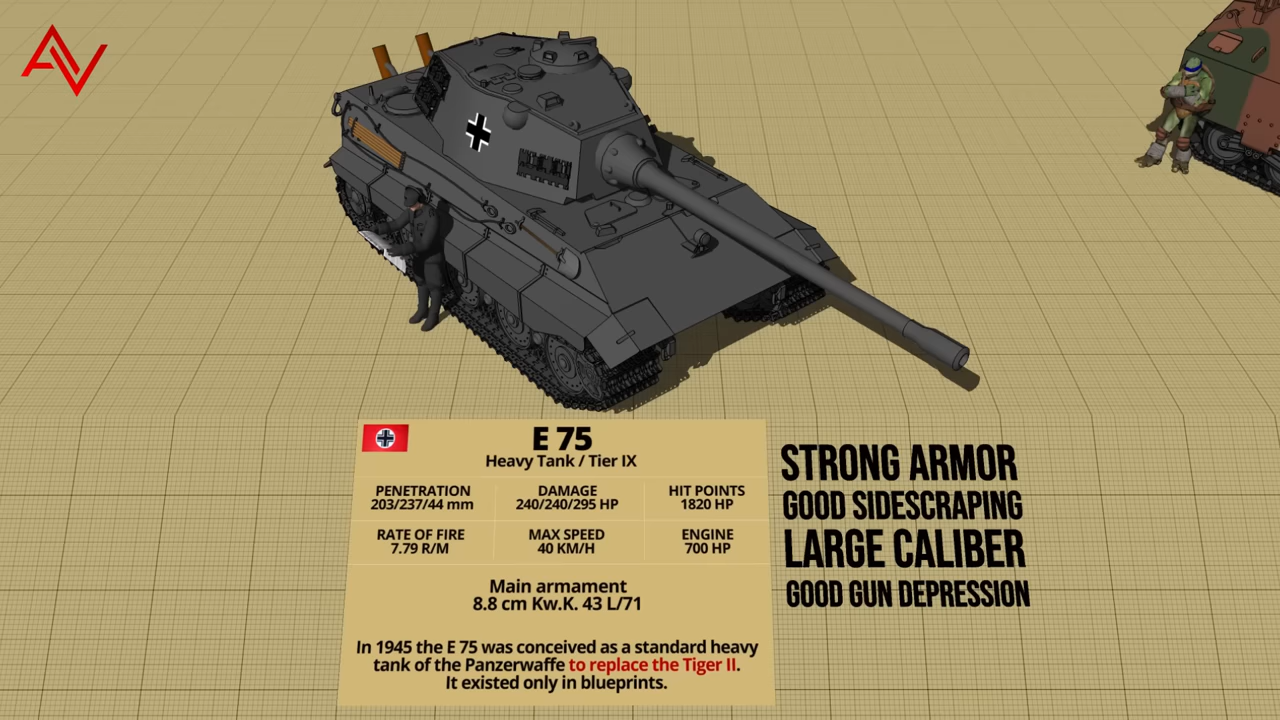 AV
E 75
Heavy Tank / Tier IX
PENETRATION
203/237/44 mm
DAMAGE
240/240/295 HP
HIT POINTS
1820 HP
RATE OF FIRE
7.79 R/M
MAX SPEED
40 KM/H
ENGINE
700 HP
Main armament
8.8 cm Kw.K. 43 L/71
In 1945 the E 75 was conceived as a standard heavy
tank of the Panzerwaffe to replace the Tiger II.
It existed only in blueprints.
STRONG ARMOR
GOOD SIDESCRAPING
LARGE CALIBER
GOOD GUN DEPRESSION